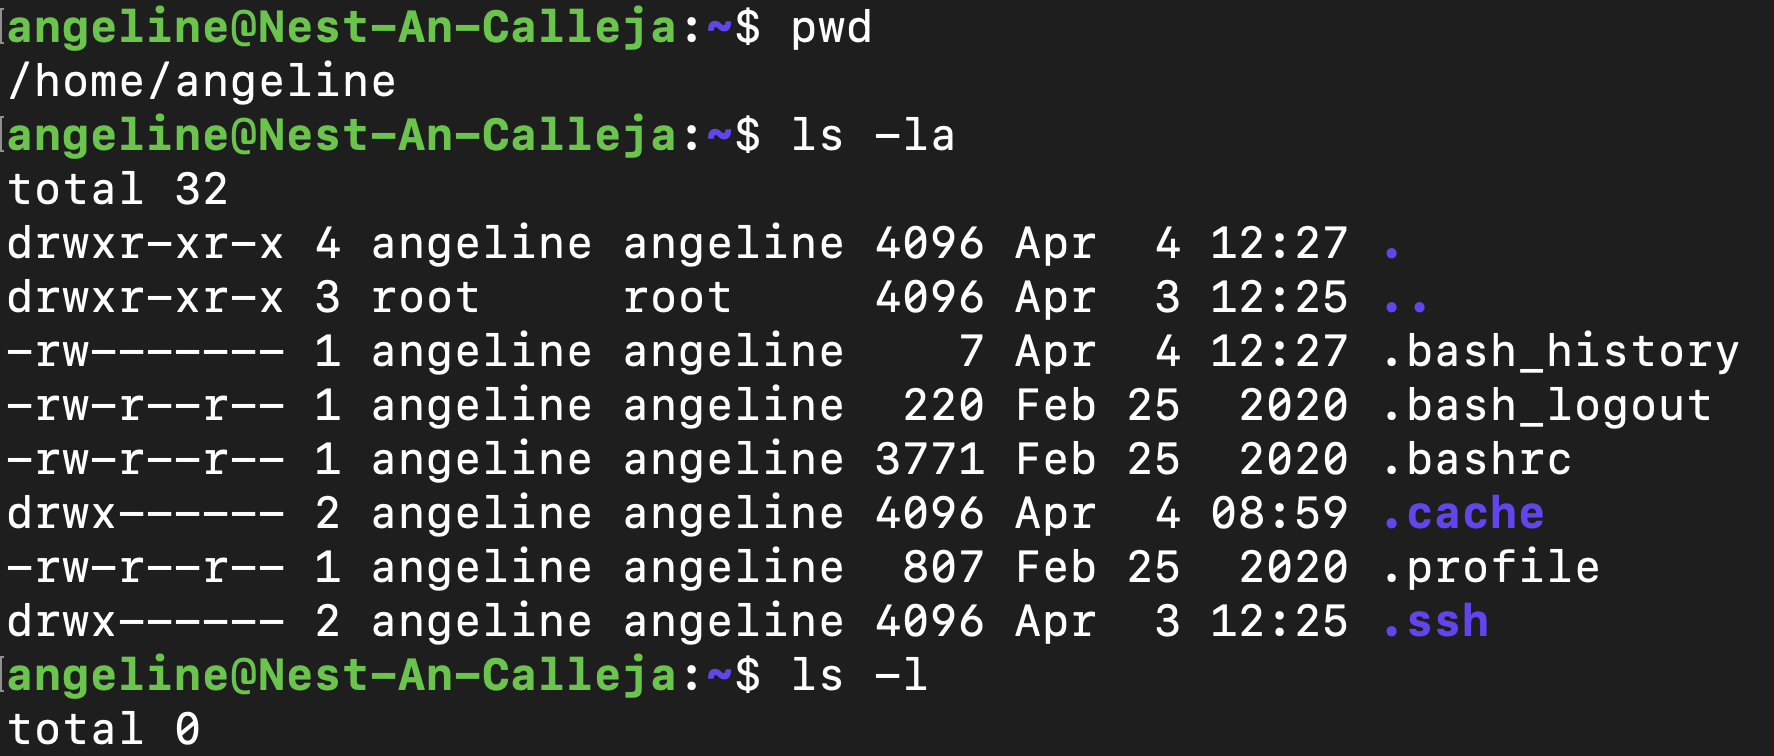 angeline@Nest-An-Calleja:~$ pwd
/home/angeline
angeline@Nest-An-Calleja:~$ ls -la
total 32
drwxr-xr-x 4 angeline angeline 4096 Apr  4 12:27 .
drwxr-xr-x 3 root     root     4096 Apr  3 12:25 ..
-rw------- 1 angeline angeline    7 Apr  4 12:27 .bash_history
-rw-r--r-- 1 angeline angeline  220 Feb 25  2020 .bash_logout
-rw-r--r-- 1 angeline angeline 3771 Feb 25  2020 .bashrc
drwx------ 2 angeline angeline 4096 Apr  4 08:59 .cache
-rw-r--r-- 1 angeline angeline  807 Feb 25  2020 .profile
drwx------ 2 angeline angeline 4096 Apr  3 12:25 .ssh
angeline@Nest-An-Calleja:~$ ls -l
total 0